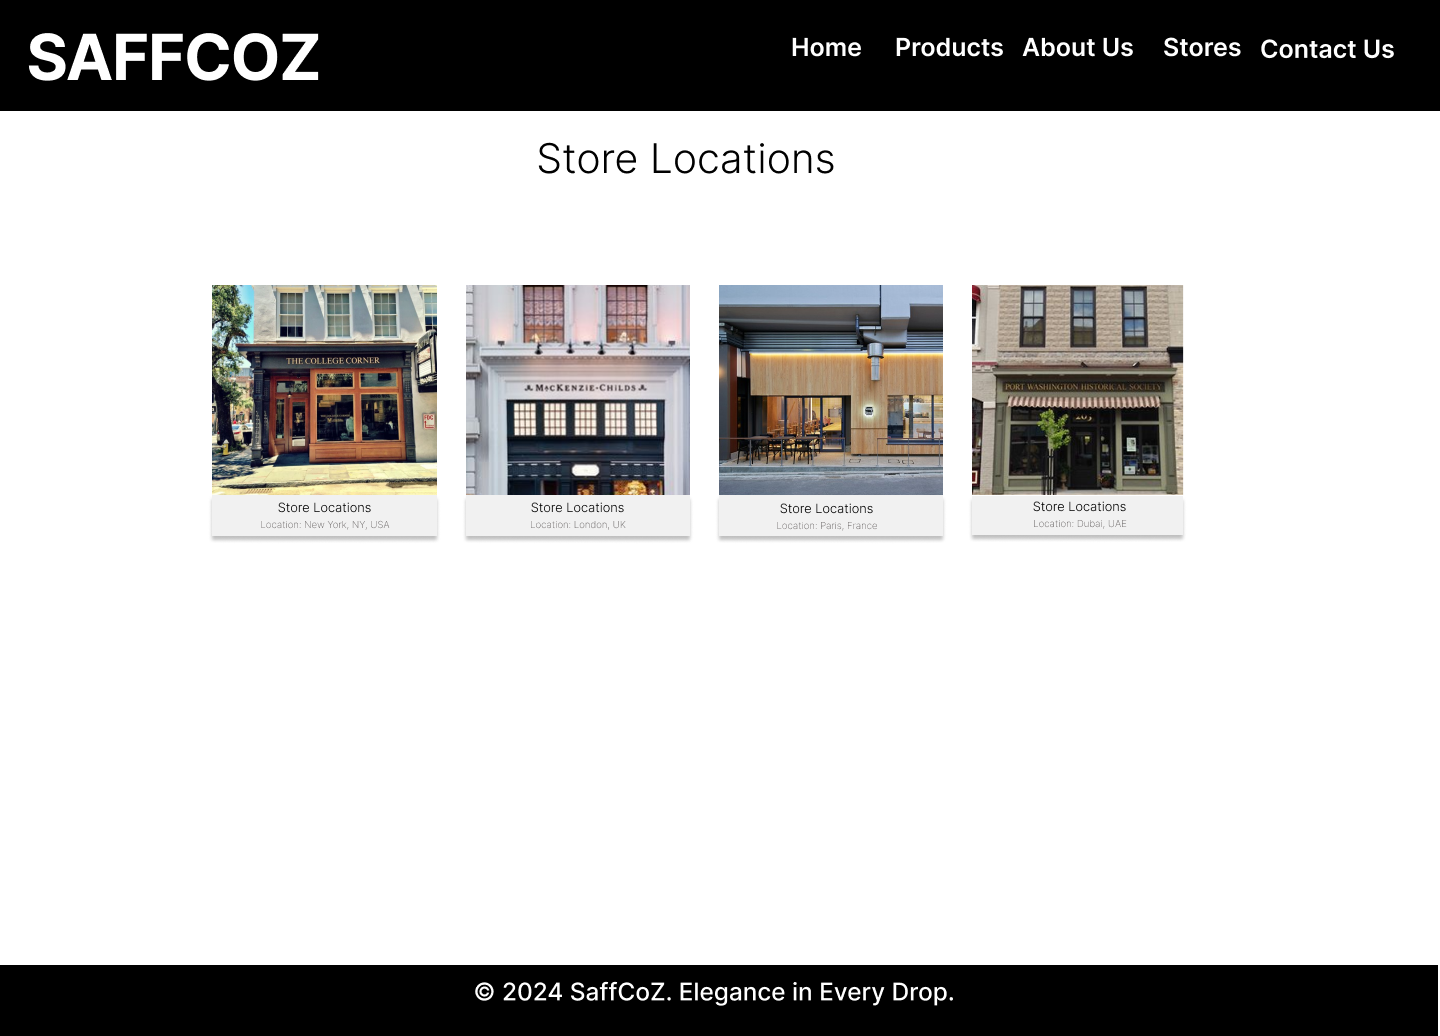 SAFFCOZ
Home Products About Us Stores Contact Us
Store Locations
THE COLLEGE CORNER
MACKENZIE-CHILDS
PORT WASHINGTON HISTORICAL SOCIETY
Store Locations
Location: New York, NY, USA
Store Locations
Location: London, UK
Store Locations
Location: Paris, France
Store Locations
Location: Dubai, UAE
© 2024 SaffCoZ. Elegance in Every Drop.